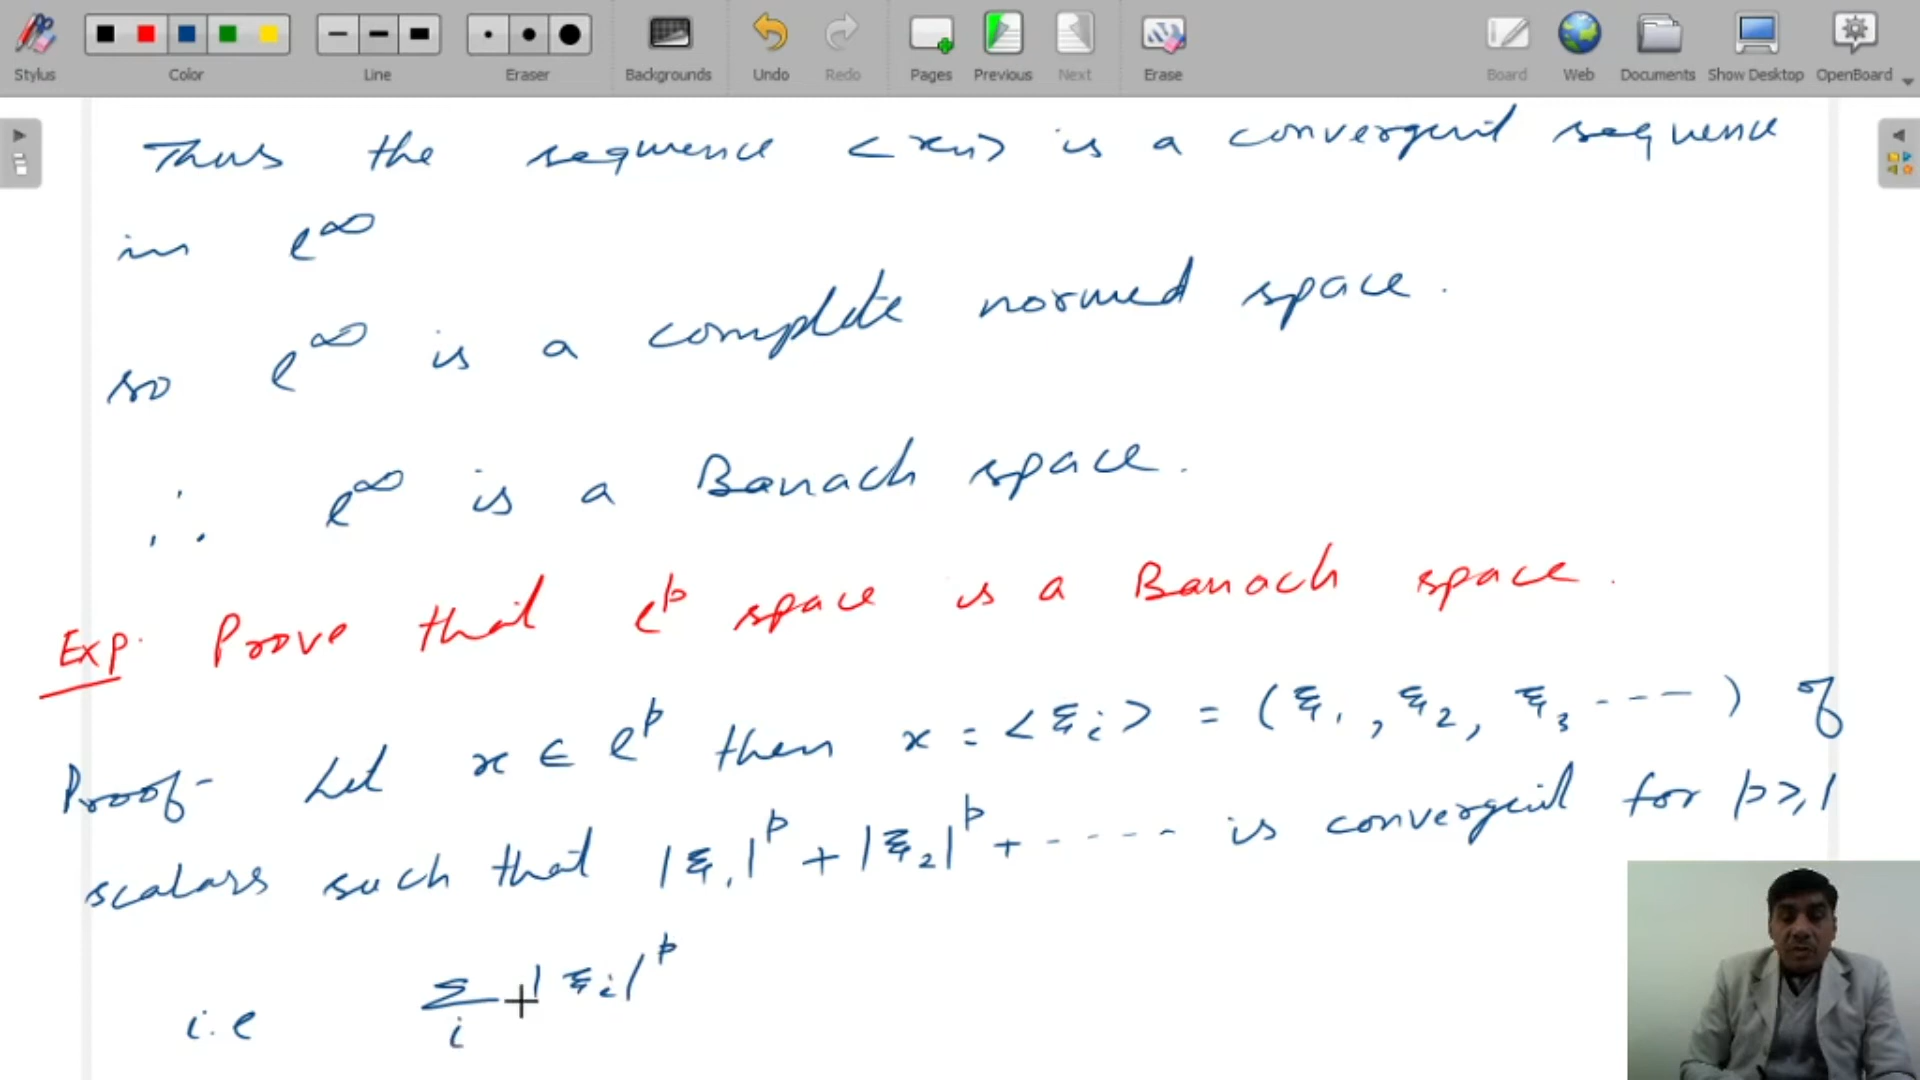 Stylus Color Line Eraser Backgrounds Undo Redo Pages Previous Next Erase Board Web Documents Show Desktop OpenBoard
Thus the sequence <xn> is a convergent sequence
in l^∞
so l^∞ is a complete normed space.
∴ l^∞ is a Banach space.
Exp. Prove that l^p space is a Banach space.
Proof- Let x ∈ l^p then x = <ξi> = (ξ1, ξ2, ξ3 ----) of
scalars such that |ξ1|^p + |ξ2|^p + ---- is convergent for p≥1
i.e Σ_i |ξi|^p